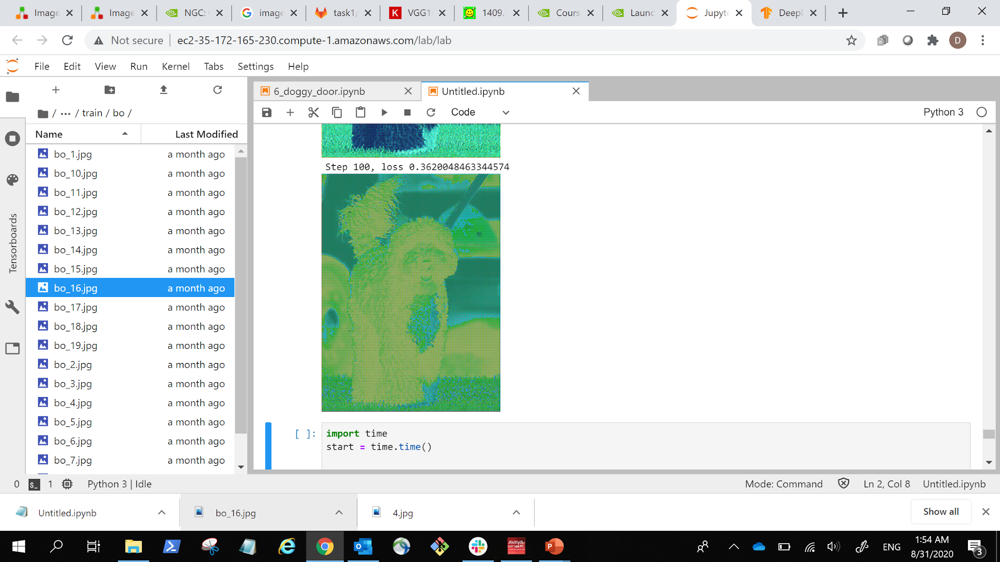 Image
Image
NGC:
image
task1/
VGG1
1409.
Cours
Launc
Jupyte
Deep
Not secure ec2-35-172-165-230.compute-1.amazonaws.com/lab/lab
D
File Edit View Run Kernel Tabs Settings Help
6_doggy_door.ipynb
Untitled.ipynb
/ ••• / train / bo /
Code
Python 3
Name Last Modified
bo_1.jpg a month ago
bo_10.jpg a month ago
bo_11.jpg a month ago
bo_12.jpg a month ago
bo_13.jpg a month ago
bo_14.jpg a month ago
bo_15.jpg a month ago
bo_16.jpg a month ago
bo_17.jpg a month ago
bo_18.jpg a month ago
bo_19.jpg a month ago
bo_2.jpg a month ago
bo_3.jpg a month ago
bo_4.jpg a month ago
bo_5.jpg a month ago
bo_6.jpg a month ago
bo_7.jpg a month ago
Tensorboards
Step 100, loss 0.3620048463344574
[ ]: import time
start = time.time()
0 $_ 1 Python 3 | Idle
Mode: Command Ln 2, Col 8 Untitled.ipynb
Untitled.ipynb
bo_16.jpg
4.jpg
Show all
AVAYA
one-X
ENG
1:54 AM
8/31/2020
3